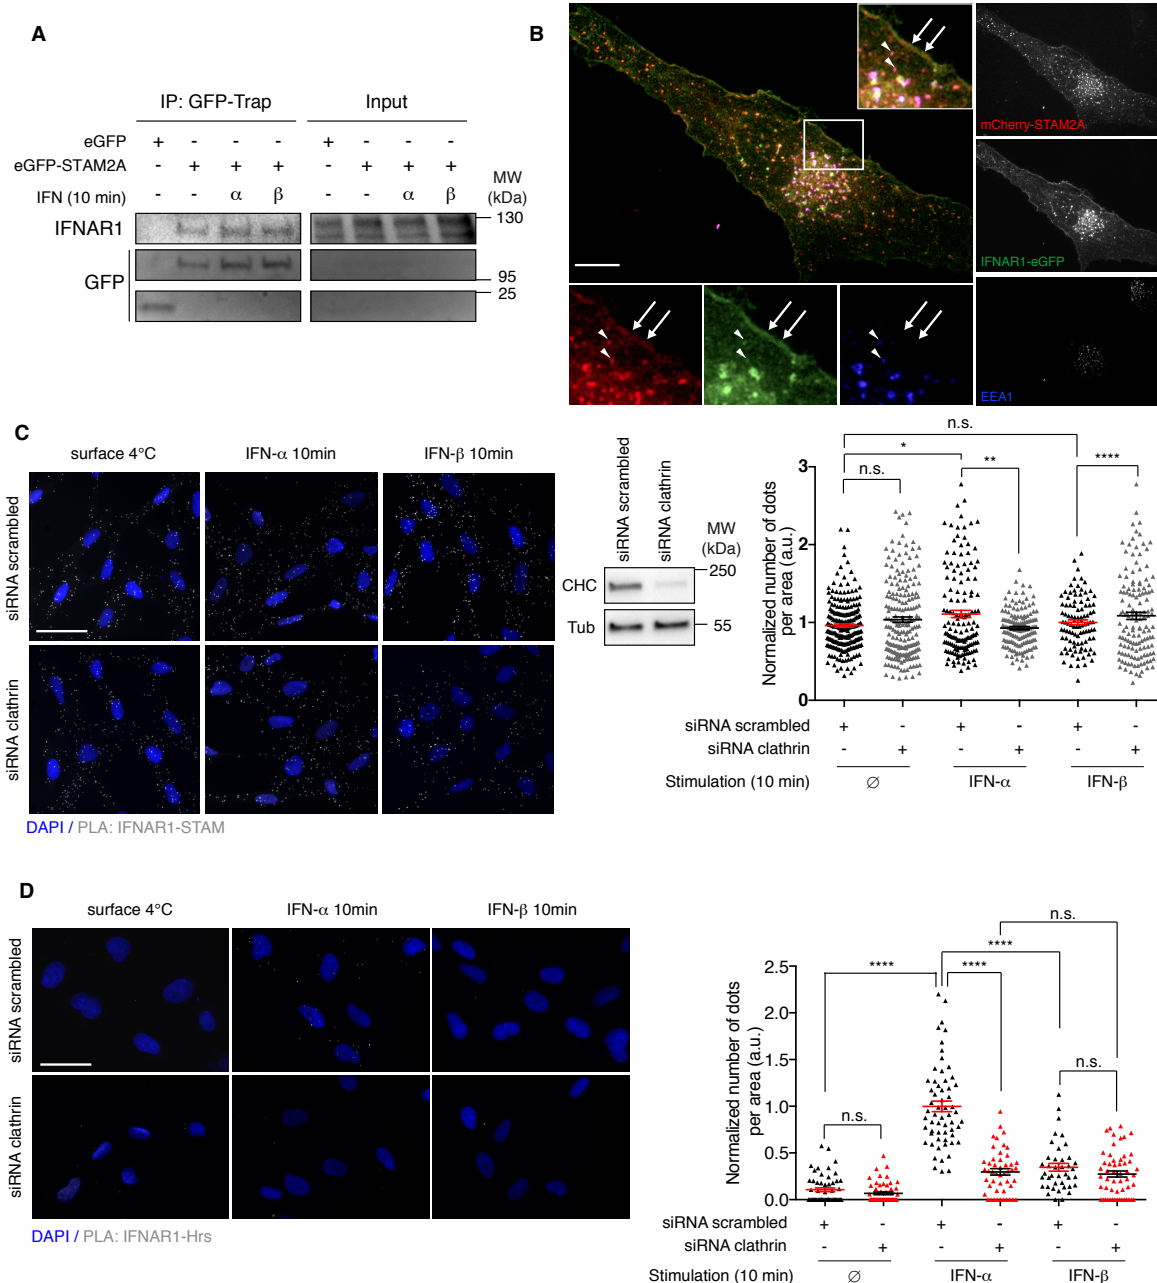 A
IP: GFP-Trap Input
eGFP + - - - + - - -
eGFP-STAM2A - + + + - + + +
IFN (10 min) - - α β - - α β
MW
(kDa)
IFNAR1
130
GFP
95
25
B
mCherry-STAM2A
IFNAR1-eGFP
EEA1
C
surface 4°C IFN-α 10min IFN-β 10min
siRNA scrambled
siRNA clathrin
DAPI / PLA: IFNAR1-STAM
siRNA scrambled
siRNA clathrin
MW
(kDa)
CHC
250
Tub
55
n.s.
* ** ****
n.s.
Normalized number of dots
per area (a.u.)
3
2
1
0
siRNA scrambled + - + - + -
siRNA clathrin - + - + - +
Stimulation (10 min) ∅ IFN-α IFN-β
D
surface 4°C IFN-α 10min IFN-β 10min
siRNA scrambled
siRNA clathrin
DAPI / PLA: IFNAR1-Hrs
n.s.
****
**** ****
n.s.
n.s.
Normalized number of dots
per area (a.u.)
2.5
2.0
1.5
1.0
0.5
0.0
siRNA scrambled + - + - + -
siRNA clathrin - + - + - +
Stimulation (10 min) ∅ IFN-α IFN-β